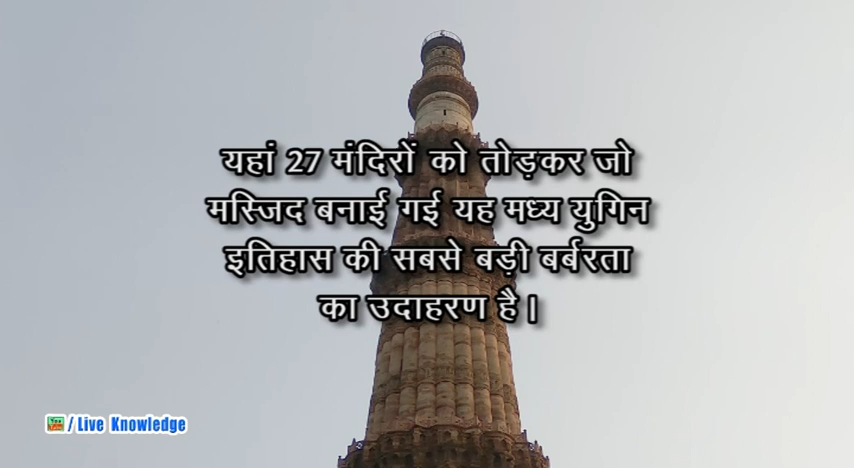 यहां 27 मंदिरों को तोड़कर जो
मस्जिद बनाई गई यह मध्य युगिन
इतिहास की सबसे बड़ी बर्बरता
का उदाहरण है।
/ Live Knowledge